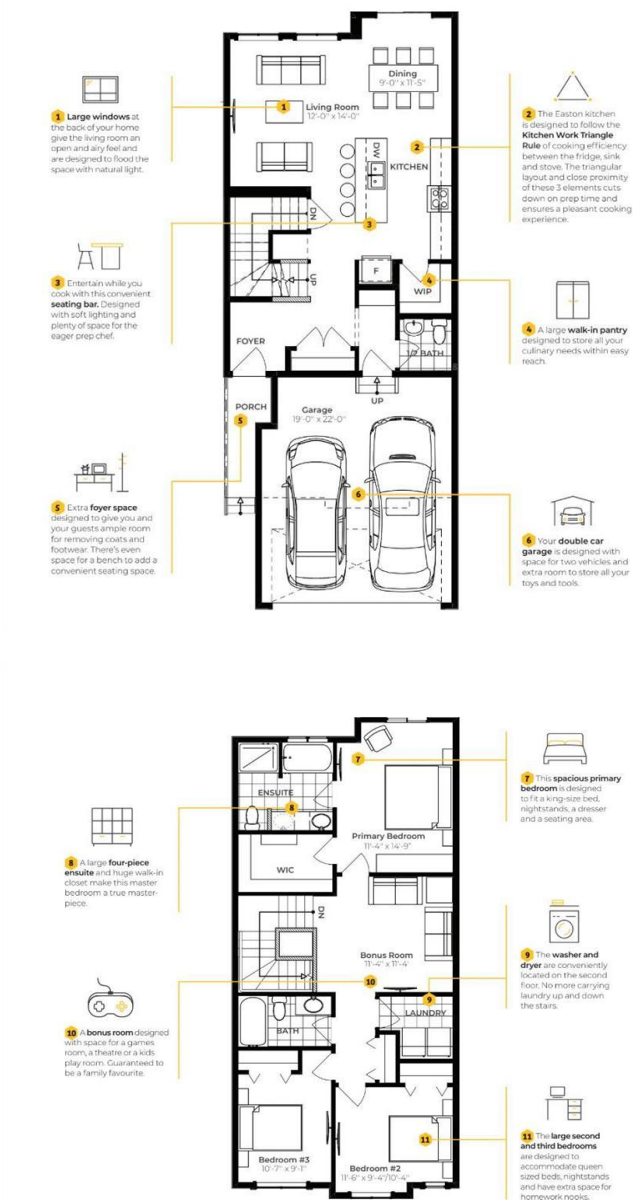 Dining
9'-0" x 11'-5"
1
Living Room
12'-0" x 14'-0"
1 Large windows at
the back of your home
give the living room an
open and airy feel and
are designed to flood the
space with natural light.
2 The Easton kitchen
is designed to follow the
Kitchen Work Triangle
Rule of cooking efficiency
between the fridge, sink
and stove. The triangular
layout and close proximity
of these 3 elements cuts
down on prep time and
ensures a pleasant cooking
experience.
DW
2
KITCHEN
DN
3
UP
F
4
WIP
3 Entertain while you
cook with this convenient
seating bar. Designed
with soft lighting and
plenty of space for the
eager prep chef.
4 A large walk-in pantry
designed to store all your
culinary needs within easy
reach.
FOYER
1/2 BATH
UP
PORCH
5
Garage
19'-0" x 22'-0"
6
5 Extra foyer space
designed to give you and
your guests ample room
for removing coats and
footwear. There's even
space for a bench to add a
convenient seating space.
6 Your double car
garage is designed with
space for two vehicles and
extra room to store all your
toys and tools.
7
ENSUITE
8
Primary Bedroom
11'-4" x 14'-9"
WIC
7 This spacious primary
bedroom is designed
to fit a king-size bed,
nightstands, a dresser
and a seating area.
8 A large four-piece
ensuite and huge walk-in
closet make this master
bedroom a true master-
piece.
DN
Bonus Room
11'-4" x 11'-4"
10
9
LAUNDRY
BATH
9 The washer and
dryer are conveniently
located on the second
floor. No more carrying
laundry up and down
the stairs.
10 A bonus room designed
with space for a games
room, a theatre or a kids
play room. Guaranteed to
be a family favourite.
11
Bedroom #3
10'-7" x 9'-1"
Bedroom #2
11'-6" x 9'-4"/10'-4"
11 The large second
and third bedrooms
are designed to
accommodate queen
sized beds, nightstands
and have extra space for
homework nooks.